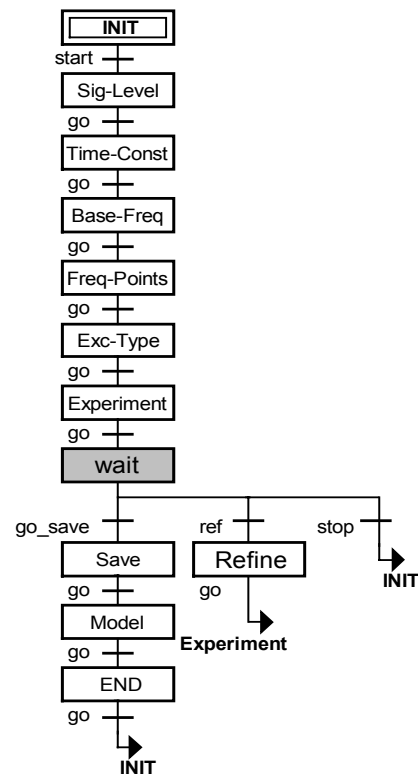 INIT
start
Sig-Level
go
Time-Const
go
Base-Freq
go
Freq-Points
go
Exc-Type
go
Experiment
go
wait
go_save ref stop
Save Refine INIT
go go
Model Experiment
go
END
go
INIT